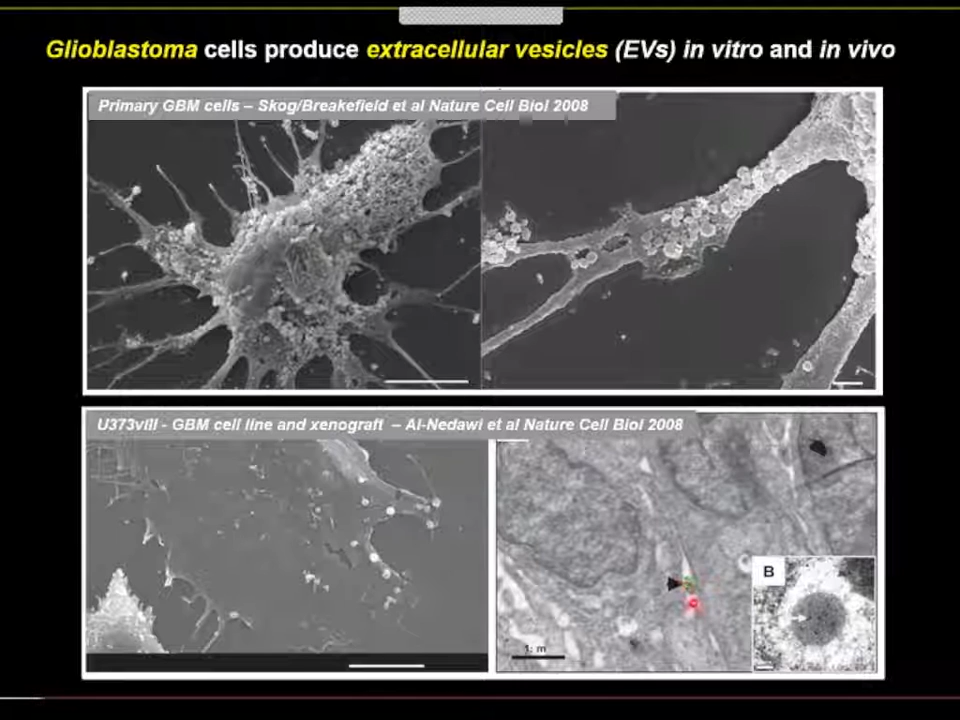 Glioblastoma cells produce extracellular vesicles (EVs) in vitro and in vivo
Primary GBM cells – Skog/Breakefield et al Nature Cell Biol 2008
U373vIII - GBM cell line and xenograft – Al-Nedawi et al Nature Cell Biol 2008
B
1: m